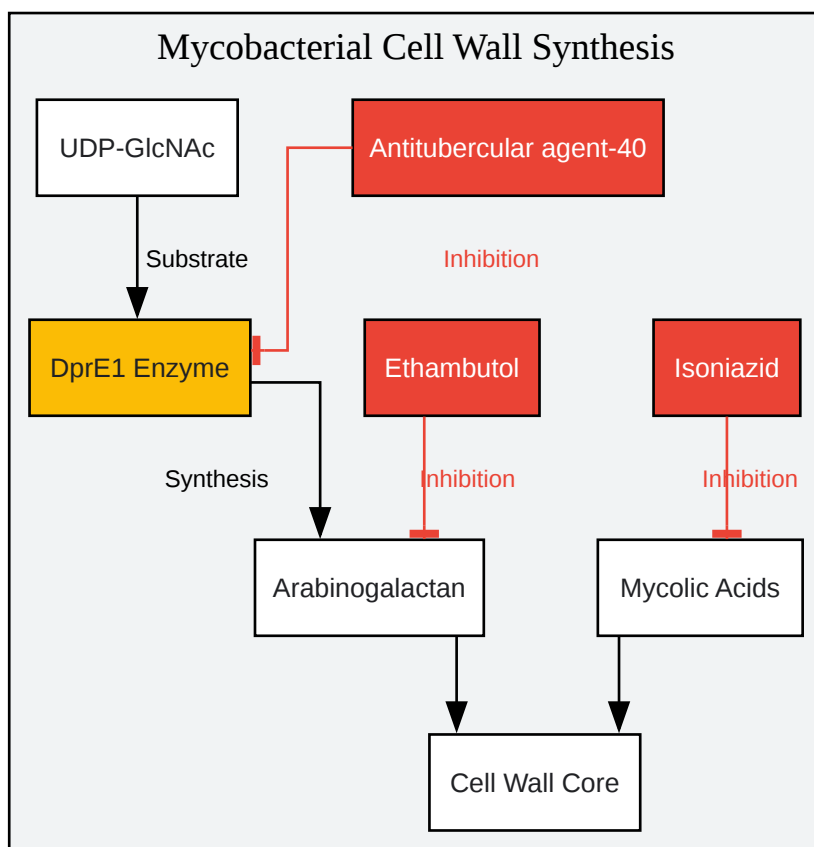 Mycobacterial Cell Wall Synthesis
UDP-GlcNAc
Antitubercular agent-40
Substrate
Inhibition
DprE1 Enzyme
Ethambutol
Isoniazid
Synthesis
Inhibition
Inhibition
Arabinogalactan
Mycolic Acids
Cell Wall Core